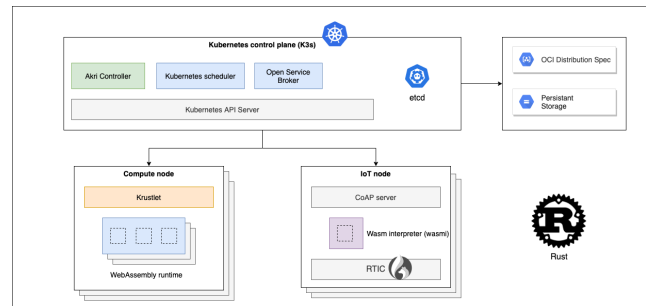 Kubernetes control plane (K3s)
Akri Controller
Kubernetes scheduler
Open Service
Broker
etcd
Kubernetes API Server
{A}
OCI Distribution Spec
Persistant
Storage
Compute node
Krustlet
WebAssembly runtime
IoT node
CoAP server
Wasm interpreter (wasmi)
RTIC
R
Rust